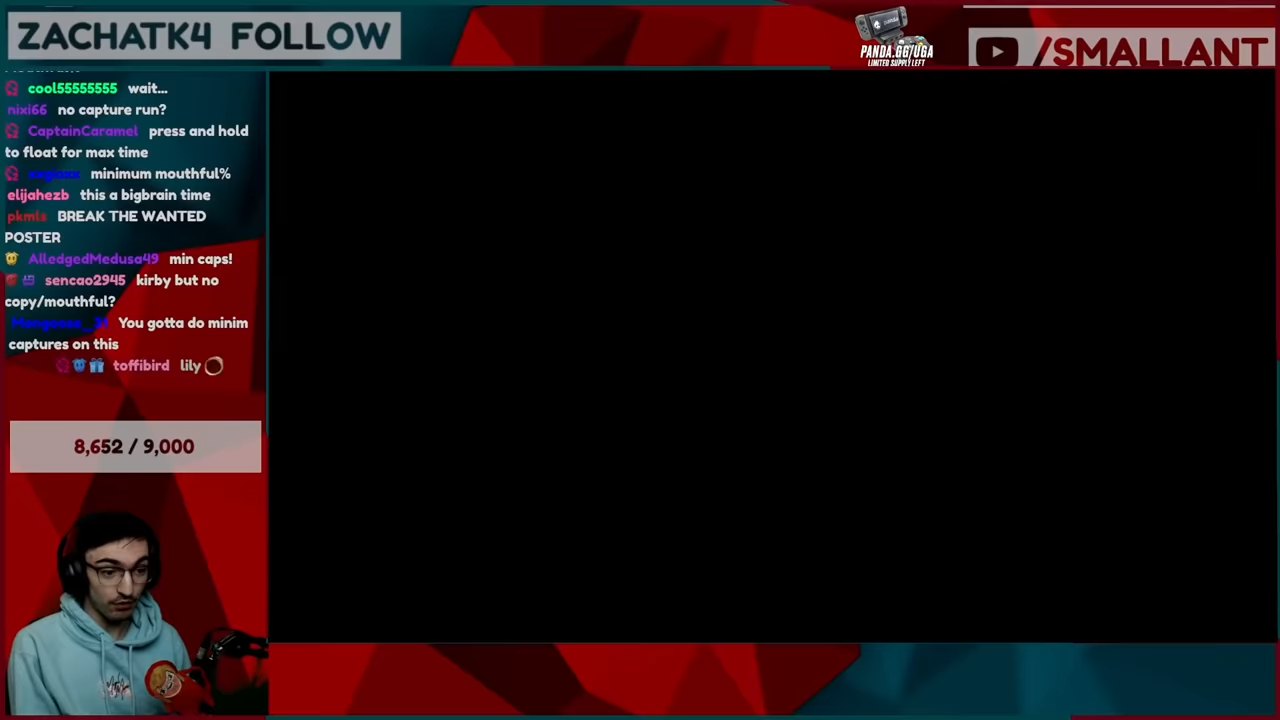 ZACHATK4 FOLLOW
PANDA.GG/UGA
LIMITED SUPPLY LEFT
/SMALLANT
cool55555555 wait...
nixi66 no capture run?
CaptainCaramel press and hold
to float for max time
minimum mouthful%
elijahezb this a bigbrain time
pkmls BREAK THE WANTED
POSTER
AlledgedMedusa49 min caps!
sencao2945 kirby but no
copy/mouthful?
You gotta do minim
captures on this
toffibird lily
8,652 / 9,000